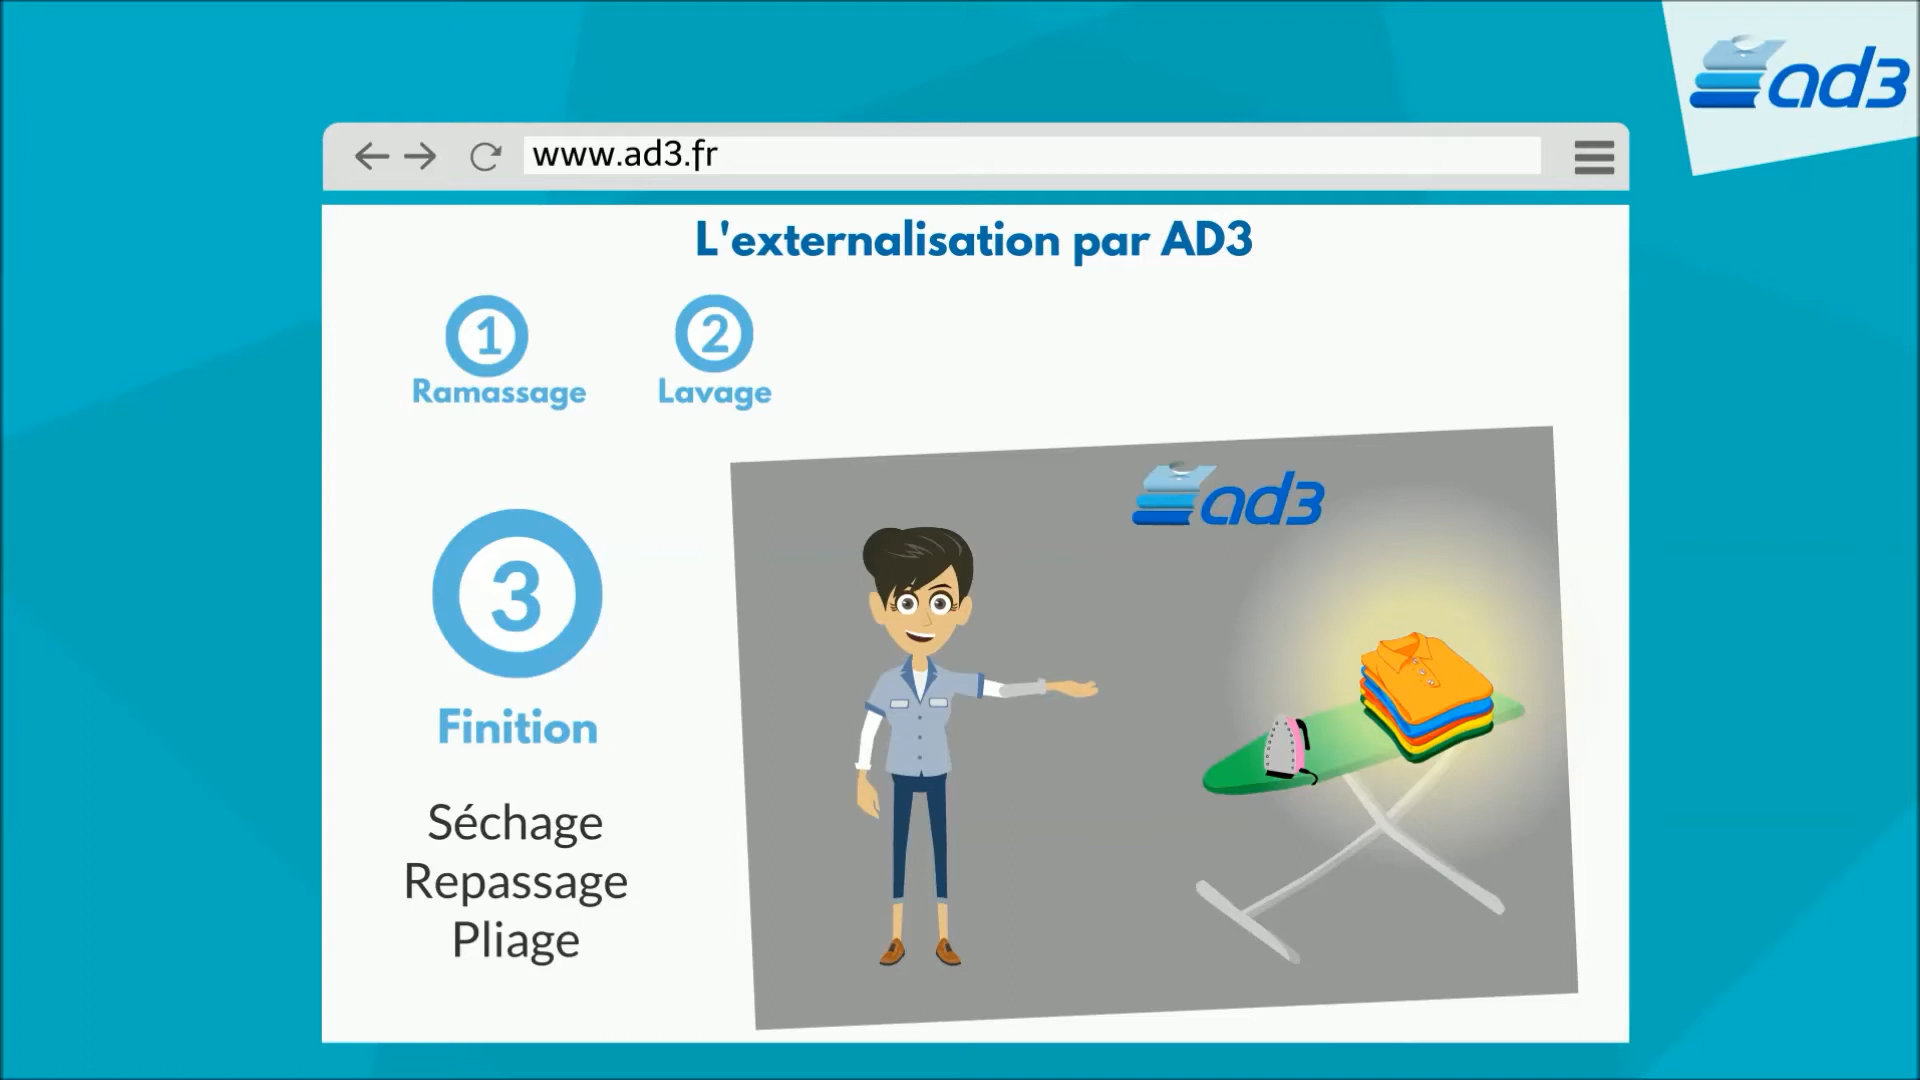 ad3
www.ad3.fr
L'externalisation par AD3
1
Ramassage
2
Lavage
3
Finition
Séchage
Repassage
Pliage
ad3